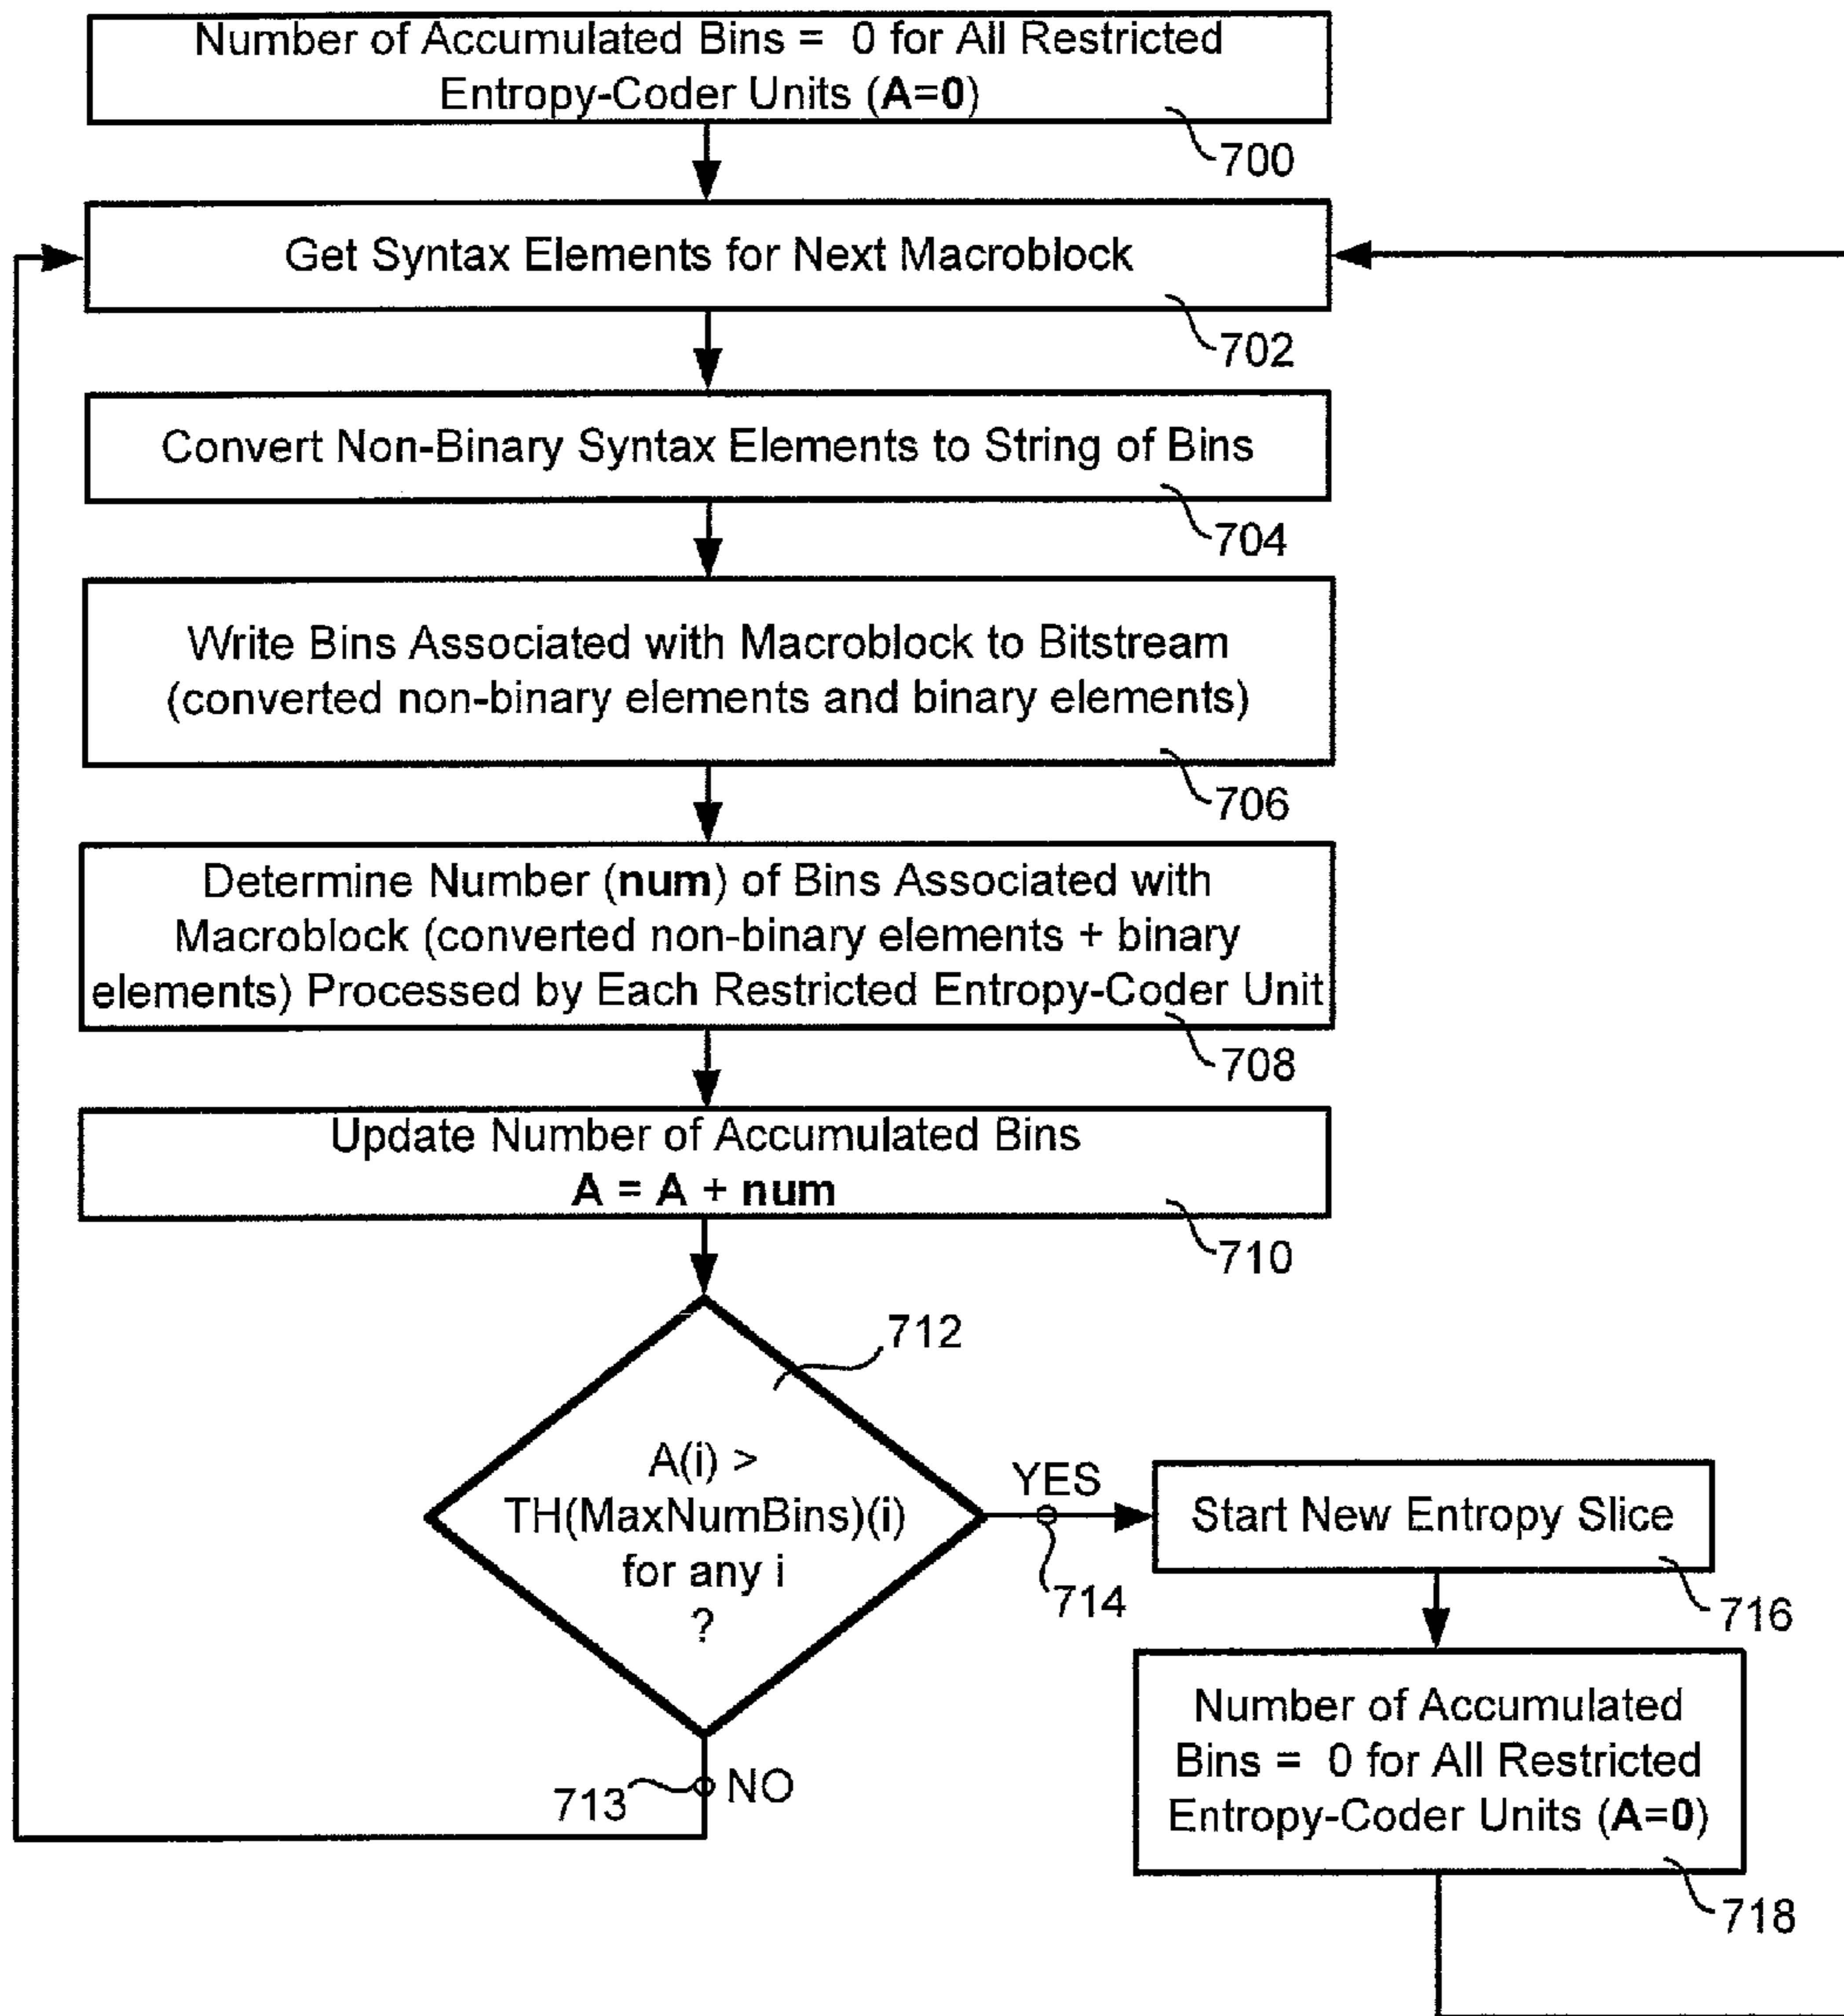 Number of Accumulated Bins = 0 for All Restricted
Entropy-Coder Units (A=0)
700
Get Syntax Elements for Next Macroblock
702
Convert Non-Binary Syntax Elements to String of Bins
704
Write Bins Associated with Macroblock to Bitstream
(converted non-binary elements and binary elements)
706
Determine Number (num) of Bins Associated with
Macroblock (converted non-binary elements + binary
elements) Processed by Each Restricted Entropy-Coder Unit
708
Update Number of Accumulated Bins
A = A + num
710
712
A(i) >
TH(MaxNumBins)(i)
for any i
?
YES
714
Start New Entropy Slice
716
713
NO
Number of Accumulated
Bins = 0 for All Restricted
Entropy-Coder Units (A=0)
718